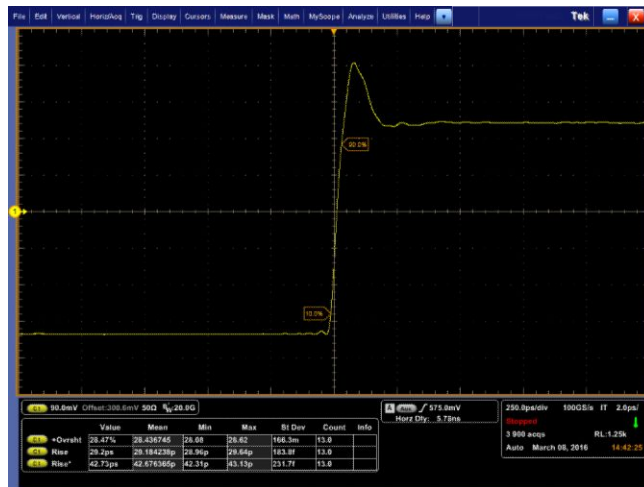 File Edit Vertical Horiz/Acq Trig Display Cursors Measure Mask Math MyScope Analyze Utilities Help Tek X
90.0%
1
10.0%
C1 90.0mV Offset:300.6mV 50Ω BW:20.0G
A Aux 575.0mV
Horz Dly: 5.78ns
250.0ps/div 100GS/s IT 2.0ps/
Stopped
3 900 acqs RL:1.25k
Auto March 08, 2016 14:42:25
Value Mean Min Max St Dev Count Info
C1 +Ovrsht 28.47% 28.436745 28.08 28.62 166.3m 13.0
C1 Rise 29.2ps 29.184238p 28.96p 29.64p 183.0f 13.0
C1 Rise* 42.73ps 42.676365p 42.31p 43.13p 231.7f 13.0